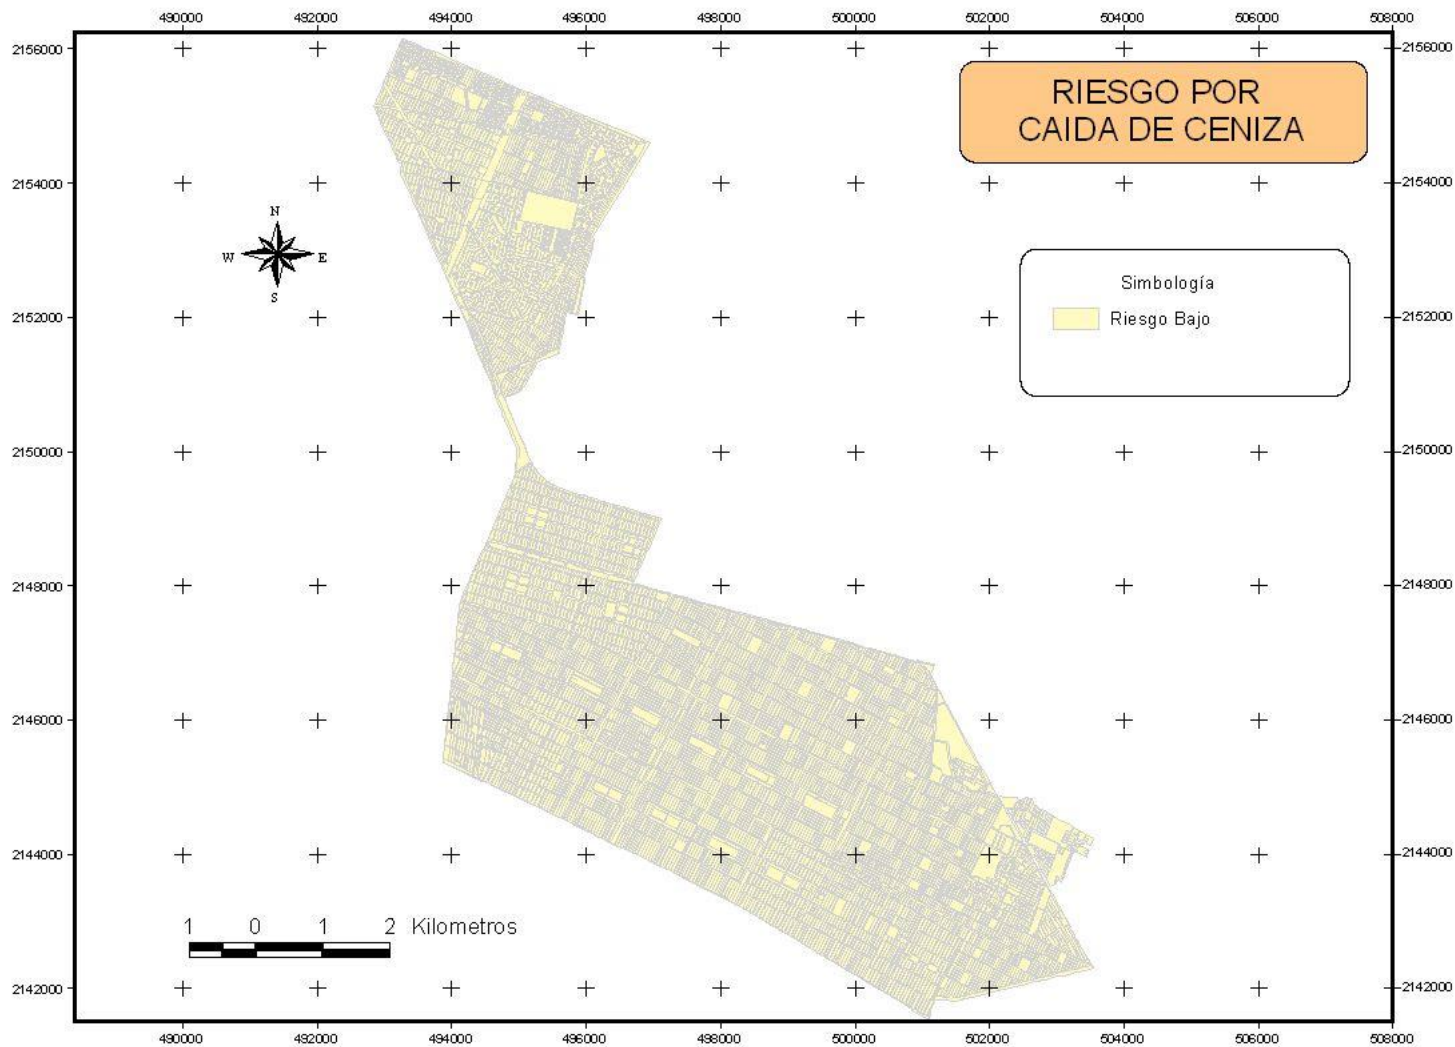 490000 492000 494000 496000 498000 500000 502000 504000 506000 508000
2156000 2156000
RIESGO POR
CAIDA DE CENIZA
2154000 2154000
N
W E
S
Simbología
Riesgo Bajo
2152000 2152000
2150000 2150000
2148000 2148000
2146000 2146000
2144000 2144000
1 0 1 2 Kilometros
2142000 2142000
490000 492000 494000 496000 498000 500000 502000 504000 506000 508000